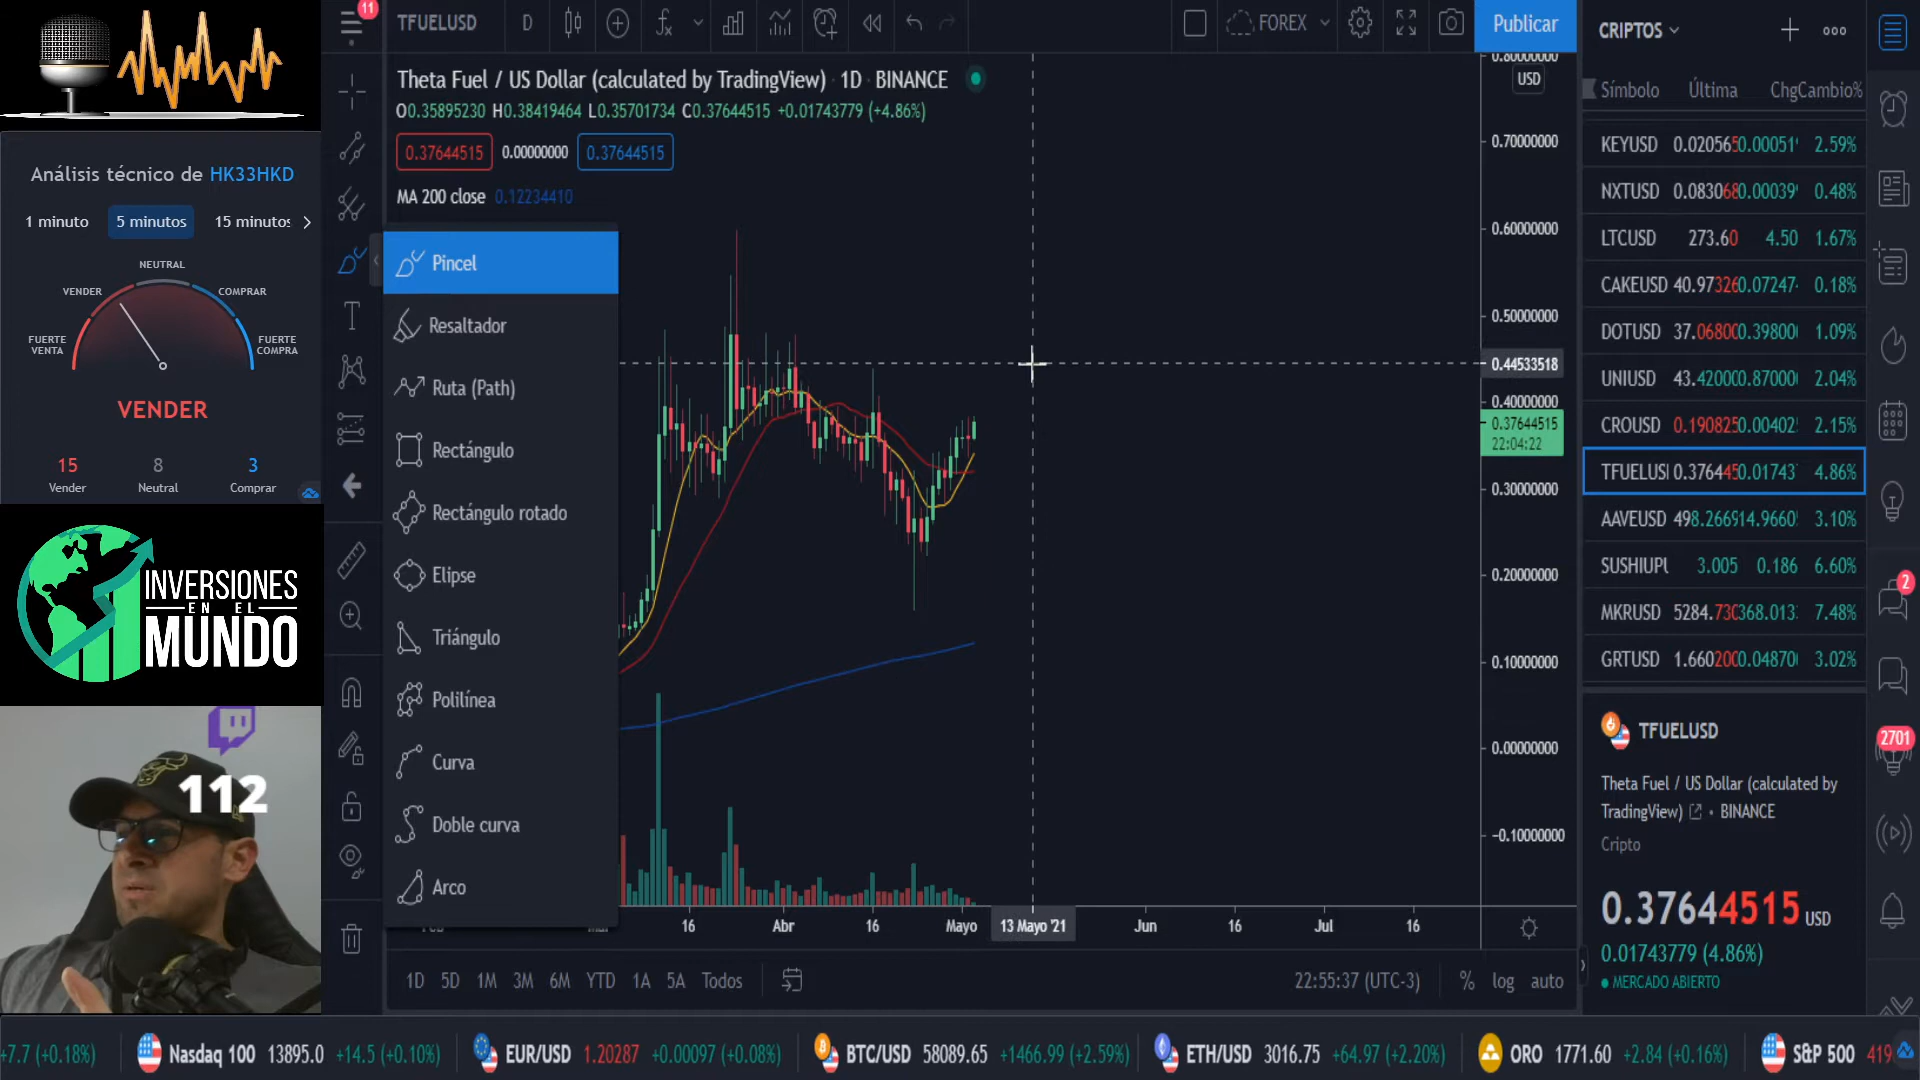 11
TFUELUSD
D
FOREX
Publicar
CRIPTOS
Theta Fuel / US Dollar (calculated by TradingView) · 1D · BINANCE
O0.35895230 H0.38419464 L0.35701734 C0.37644515 +0.01743779 (+4.86%)
0.37644515 0.00000000 0.37644515
MA 200 close 0.12234410
Pincel
Resaltador
Ruta (Path)
Rectángulo
Rectángulo rotado
Elipse
Triángulo
Polilínea
Curva
Doble curva
Arco
Análisis técnico de HK33HKD
1 minuto 5 minutos 15 minutos
NEUTRAL
VENDER COMPRAR
FUERTE VENTA
FUERTE COMPRA
VENDER
15 8 3
Vender Neutral Comprar
INVERSIONES
EN EL
MUNDO
112
0.80000000
USD
0.70000000
0.60000000
0.50000000
0.44533518
0.40000000
0.37644515
22:04:22
0.30000000
0.20000000
0.10000000
0.00000000
-0.10000000
16 Abr 16 Mayo 13 Mayo '21 Jun 16 Jul 16
1D 5D 1M 3M 6M YTD 1A 5A Todos
22:55:37 (UTC-3) % log auto
Símbolo Última Chg Cambio%
KEYUSD 0.020565 0.00051 2.59%
NXTUSD 0.083068 0.00039 0.48%
LTCUSD 273.60 4.50 1.67%
CAKEUSD 40.97326 0.07247 0.18%
DOTUSD 37.06800 0.39800 1.09%
UNIUSD 43.42000 0.87000 2.04%
CROUSD 0.190825 0.00402 2.15%
TFUELUSI 0.376445 0.01743 4.86%
AAVEUSD 498.2669 14.9660 3.10%
SUSHIUPU 3.005 0.186 6.60%
MKRUSD 5284.730 368.013 7.48%
GRTUSD 1.660200 0.04870 3.02%
2
2701
TFUELUSD
Theta Fuel / US Dollar (calculated by
TradingView) • BINANCE
Cripto
0.37644515 USD
0.01743779 (4.86%)
MERCADO ABIERTO
+7.7 (+0.18%) Nasdaq 100 13895.0 +14.5 (+0.10%) EUR/USD 1.20287 +0.00097 (+0.08%) BTC/USD 58089.65 +1466.99 (+2.59%) ETH/USD 3016.75 +64.97 (+2.20%) ORO 1771.60 +2.84 (+0.16%) S&P 500 419